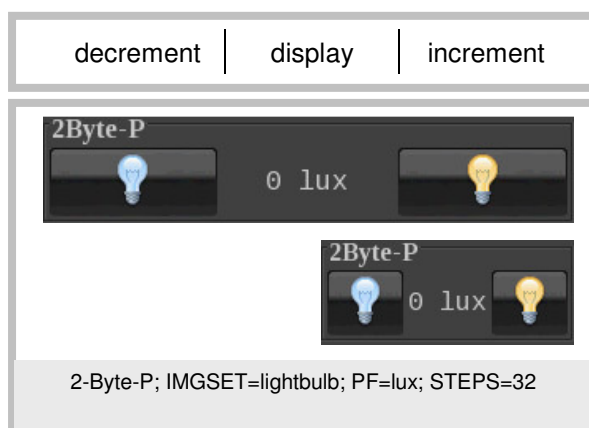 decrement display increment
2Byte-P
0 lux
2Byte-P
0 lux
2-Byte-P; IMGSET=lightbulb; PF=lux; STEPS=32